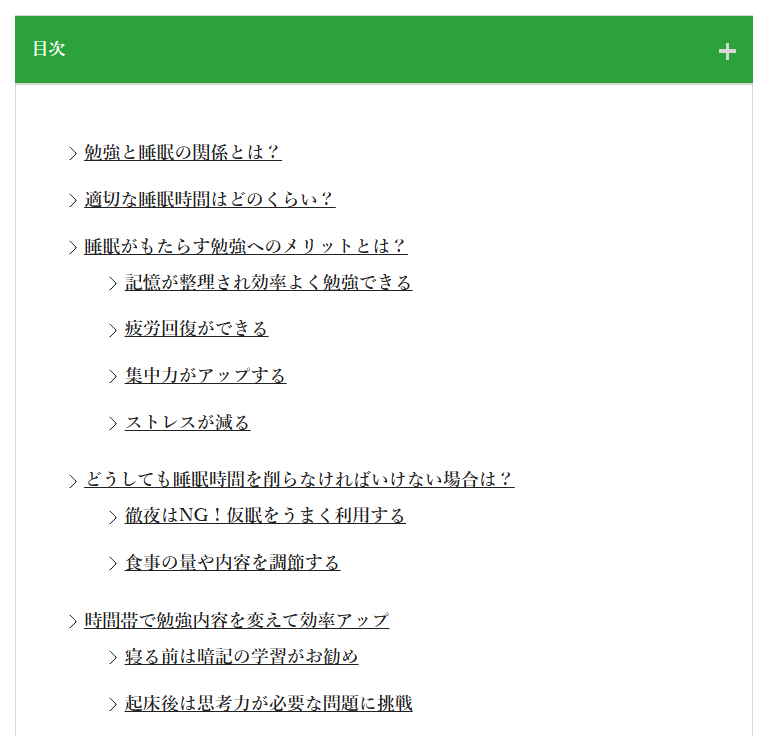 目次
勉強と睡眠の関係とは？
適切な睡眠時間はどのくらい？
睡眠がもたらす勉強へのメリットとは？
記憶が整理され効率よく勉強できる
疲労回復ができる
集中力がアップする
ストレスが減る
どうしても睡眠時間を削らなければいけない場合は？
徹夜はNG！仮眠をうまく利用する
食事の量や内容を調節する
時間帯で勉強内容を変えて効率アップ
寝る前は暗記の学習がお勧め
起床後は思考力が必要な問題に挑戦